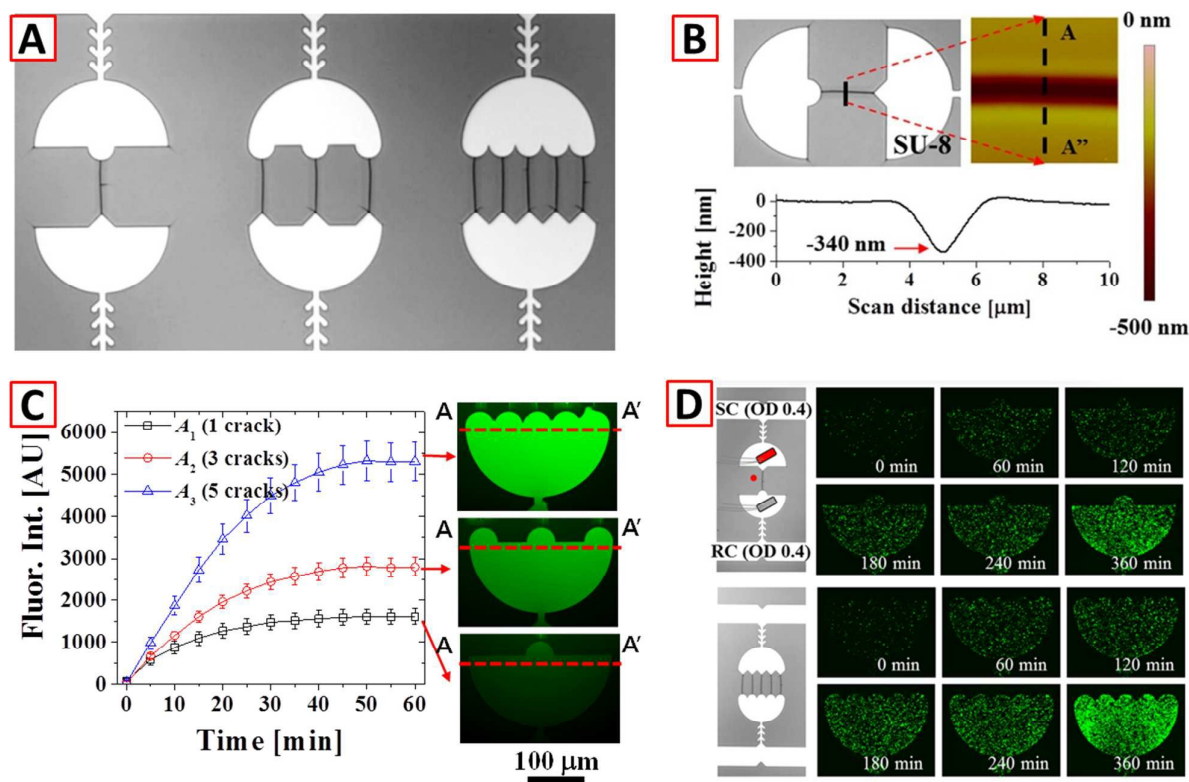 A
B
0 nm
A
SU-8
A”
Height [nm]
0
-200
-400
-340 nm
0 2 4 6 8 10
Scan distance [μm]
-500 nm
C
Fluor. Int. [AU]
6000
5000
4000
3000
2000
1000
0
A1 (1 crack)
A2 (3 cracks)
A3 (5 cracks)
0 10 20 30 40 50 60
Time [min]
A A'
A A'
A A'
100 μm
D
SC (OD 0.4)
RC (OD 0.4)
0 min 60 min 120 min
180 min 240 min 360 min
0 min 60 min 120 min
180 min 240 min 360 min